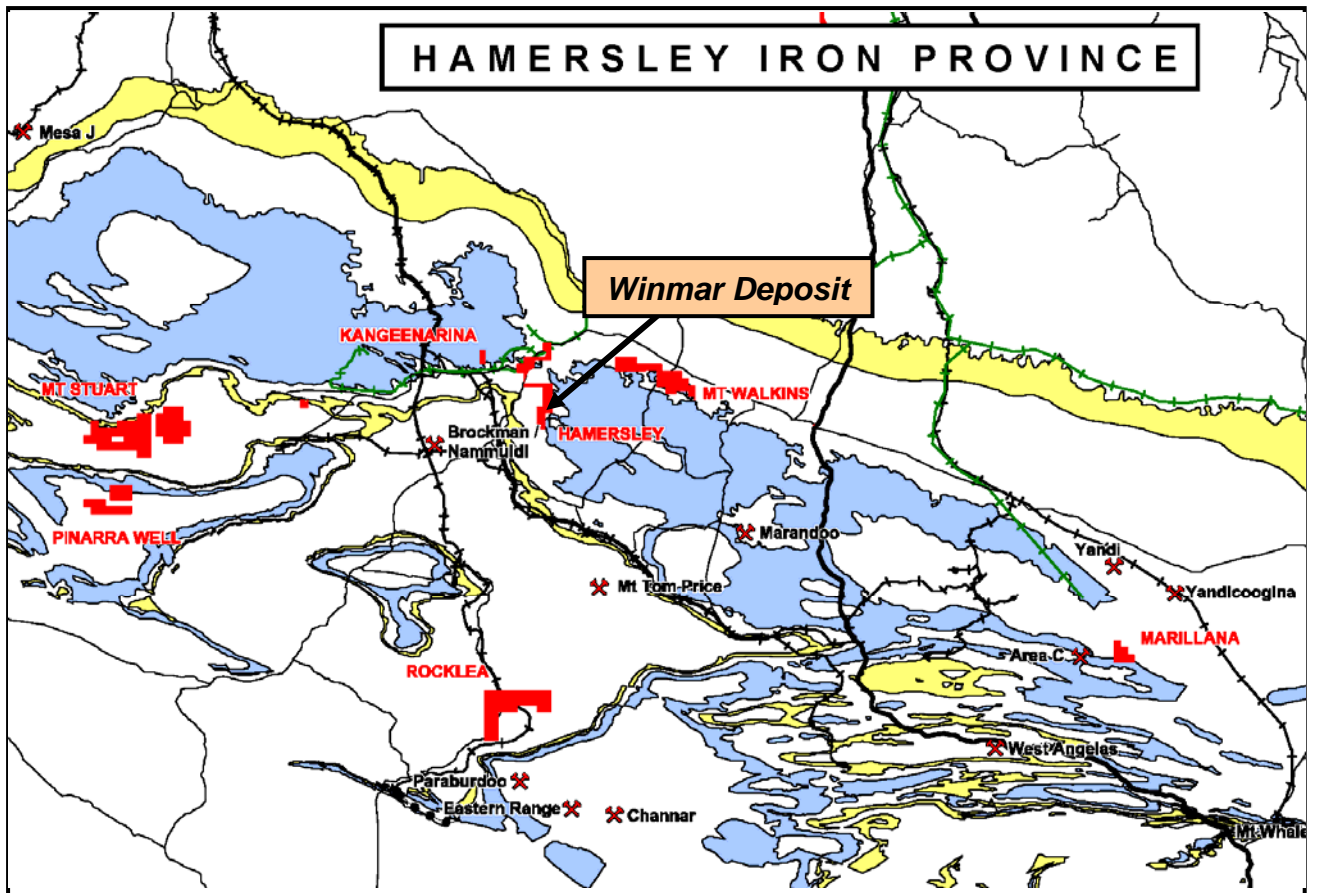 HAMERSLEY IRON PROVINCE
Mesa J
Winmar Deposit
KANGEENARINA
MT STUART
MT WALKINS
Brockman /
Nammuldi
HAMERSLEY
PINARRA WELL
Marandoo
Yandi
Mt Tom Price
Yandicoogina
MARILLANA
Area C
ROCKLEA
West Angelas
Paraburdoo
Eastern Range
Channar
Mt Whale